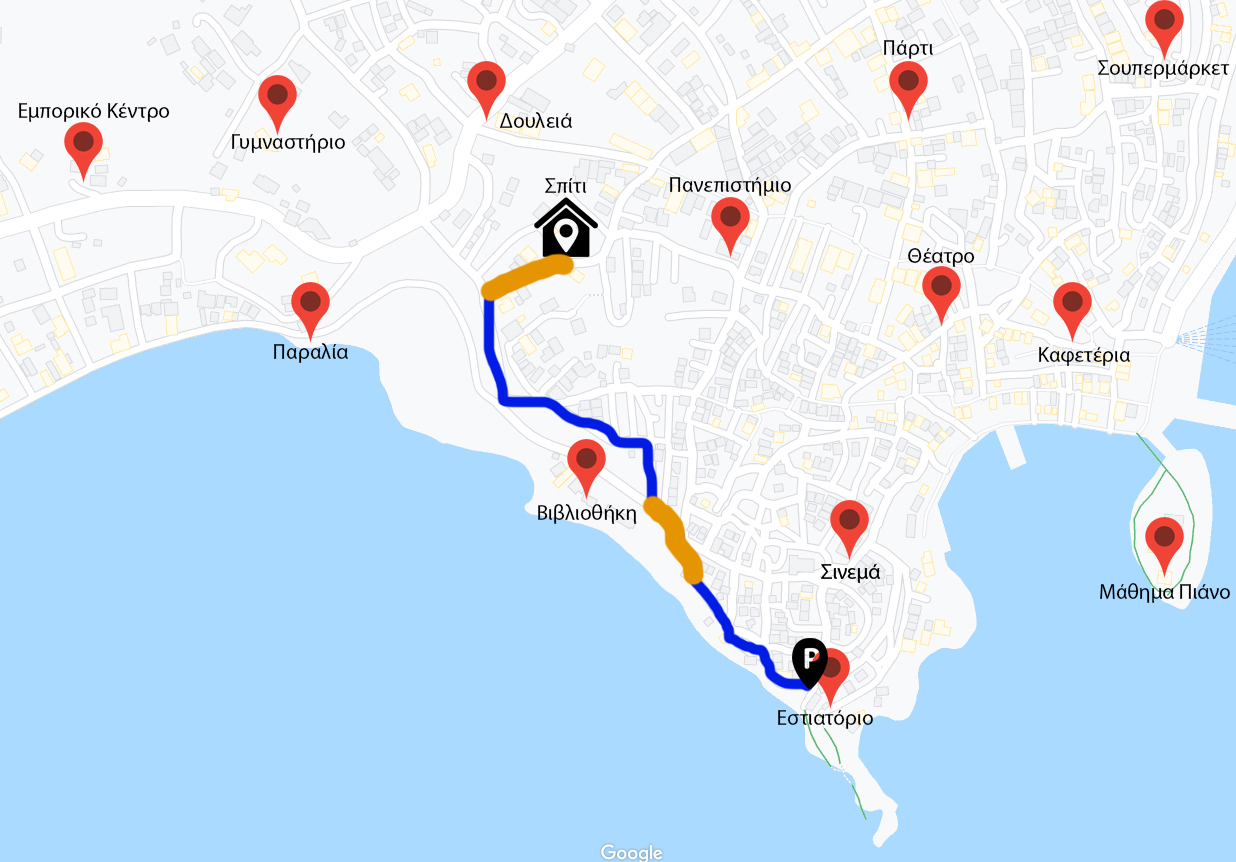 Σουπερμάρκετ
Πάρτι
Εμπορικό Κέντρο
Δουλειά
Γυμναστήριο
Σπίτι
Πανεπιστήμιο
Θέατρο
Παραλία
Καφετέρια
Βιβλιοθήκη
Σινεμά
Μάθημα Πιάνο
P
Εστιατόριο
Google